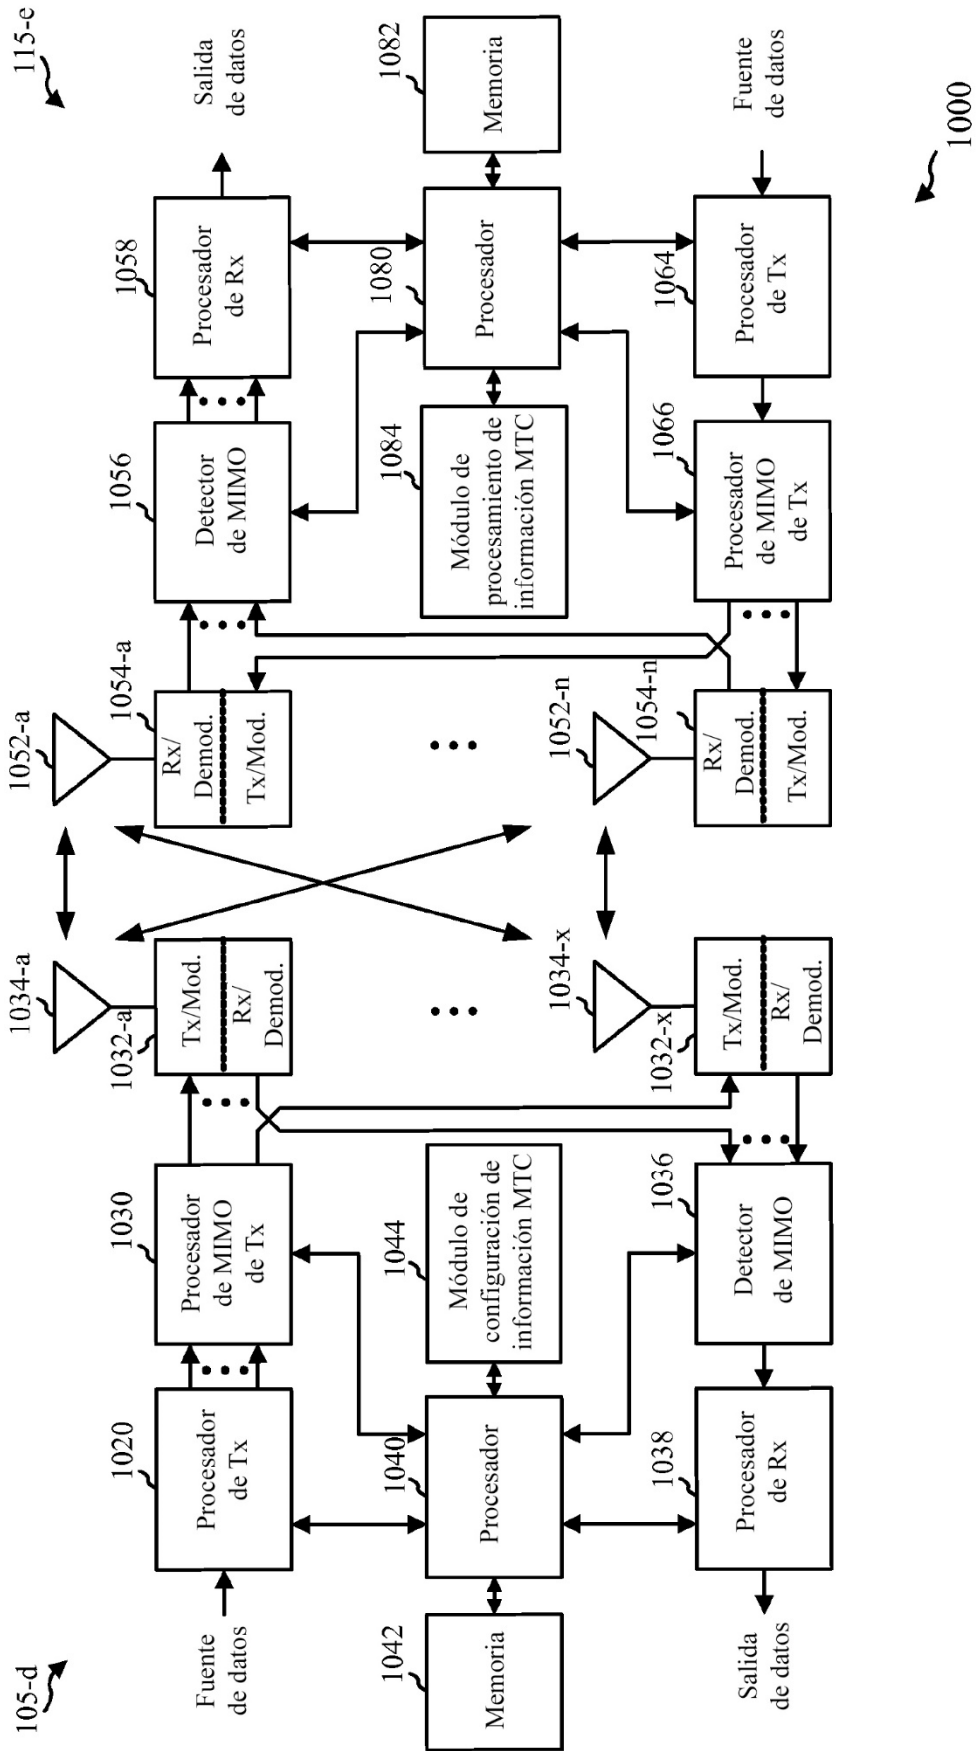 105-d
115-e
Fuente
de datos
1020
Procesador
de Tx
1030
Procesador
de MIMO
de Tx
1034-a
1032-a
Tx/Mod.
Rx/
Demod.
1052-a
1054-a
Rx/
Demod.
Tx/Mod.
1056
Detector
de MIMO
1058
Procesador
de Rx
Salida
de datos
1042
Memoria
1040
Procesador
1044
Módulo de
configuración de
información MTC
1084
Módulo de
procesamiento de
información MTC
1080
Procesador
1082
Memoria
Salida
de datos
1038
Procesador
de Rx
1036
Detector
de MIMO
1034-x
1032-x
Tx/Mod.
Rx/
Demod.
1052-n
1054-n
Rx/
Demod.
Tx/Mod.
1066
Procesador
de MIMO
de Tx
1064
Procesador
de Tx
Fuente
de datos
1000